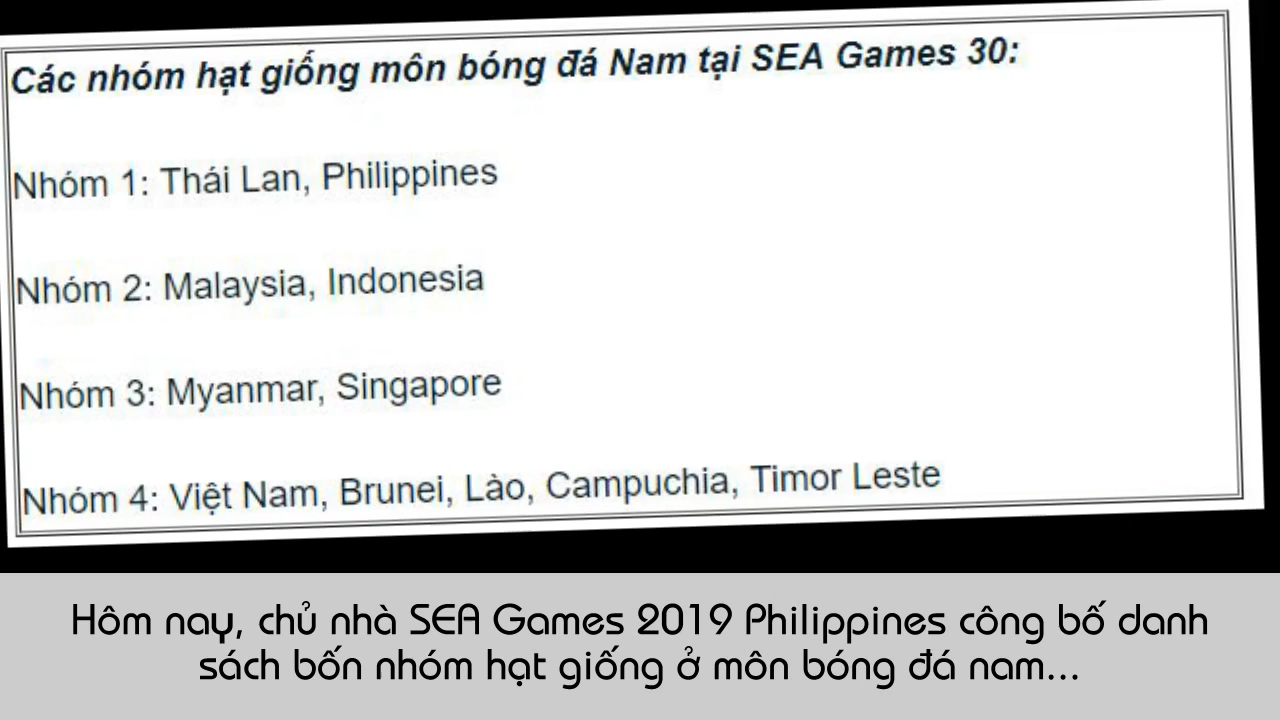 Các nhóm hạt giống môn bóng đá Nam tại SEA Games 30:
Nhóm 1: Thái Lan, Philippines
Nhóm 2: Malaysia, Indonesia
Nhóm 3: Myanmar, Singapore
Nhóm 4: Việt Nam, Brunei, Lào, Campuchia, Timor Leste
Hôm nay, chủ nhà SEA Games 2019 Philippines công bố danh
sách bốn nhóm hạt giống ở môn bóng đá nam...